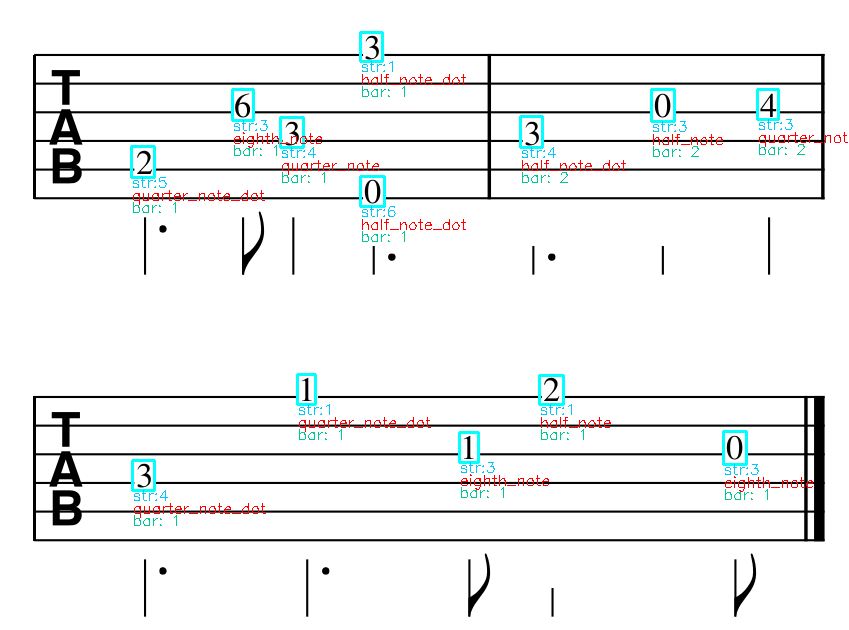 T
A
B
2
str:5
quarter_note_dot
bar: 1
6
str:3
eighth_note
bar: 1
3
str:4
quarter_note
bar: 1
3
str:1
half_note_dot
bar: 1
0
str:6
half_note_dot
bar: 1
3
str:4
half_note_dot
bar: 2
0
str:3
half_note
bar: 2
4
str:3
quarter_not
bar: 2
T
A
B
3
str:4
quarter_note_dot
bar: 1
1
str:1
quarter_note_dot
bar: 1
1
str:3
eighth_note
bar: 1
2
str:1
half_note
bar: 1
0
str:3
eighth_note
bar: 1